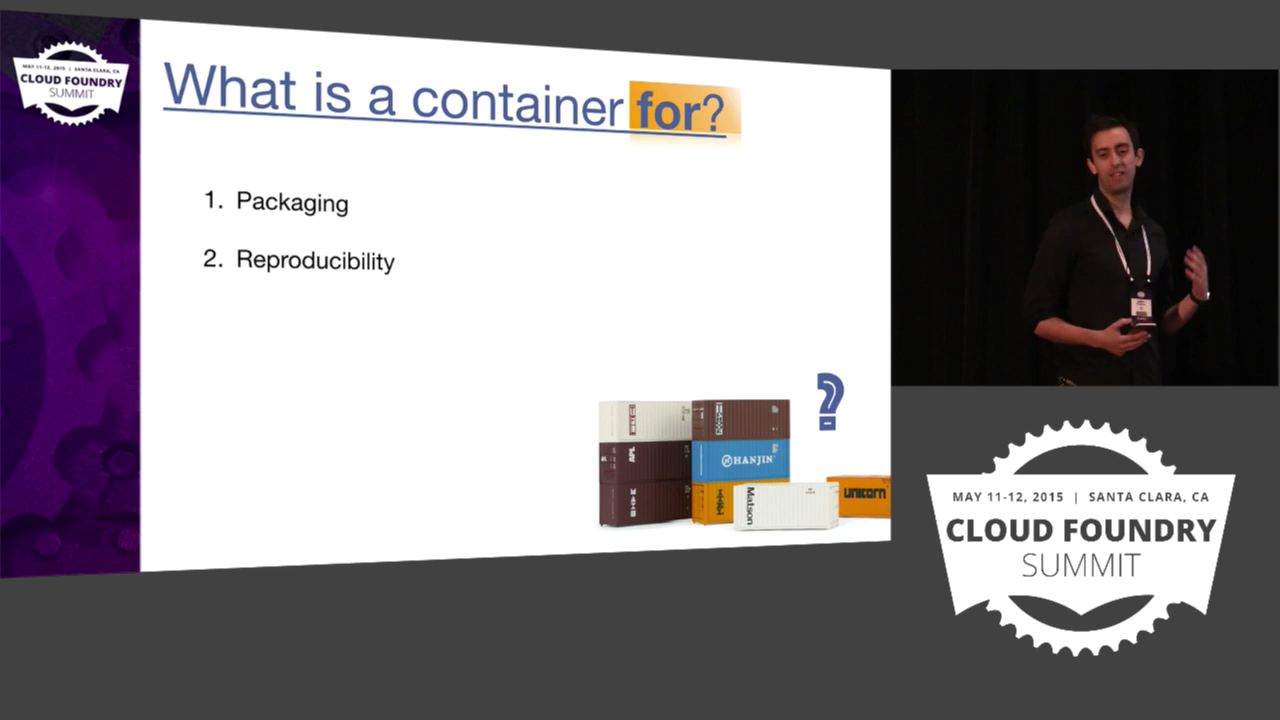 MAY 11-12, 2015 | SANTA CLARA, CA
CLOUD FOUNDRY
SUMMIT
What is a container for?
1. Packaging
2. Reproducibility
?
APL
HANJIN
Matson
UNICORN
MAY 11-12, 2015 | SANTA CLARA, CA
CLOUD FOUNDRY
SUMMIT